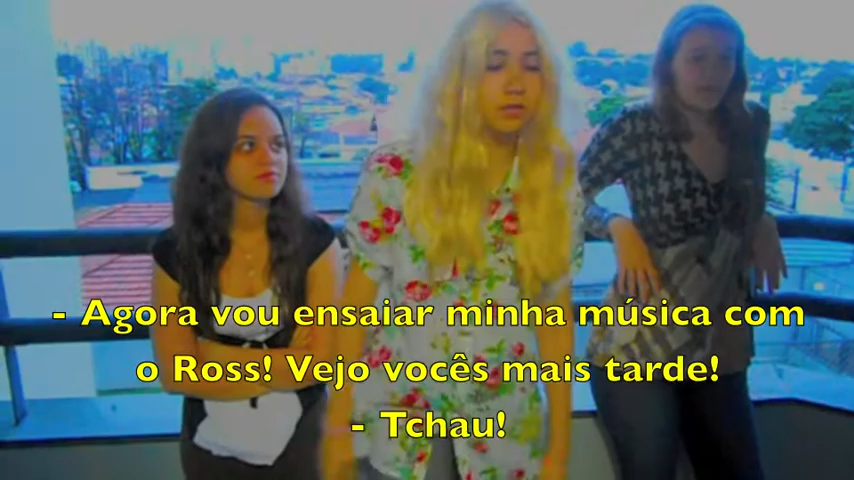 - Agora vou ensaiar minha música com
o Ross! Vejo vocês mais tarde!
- Tchau!